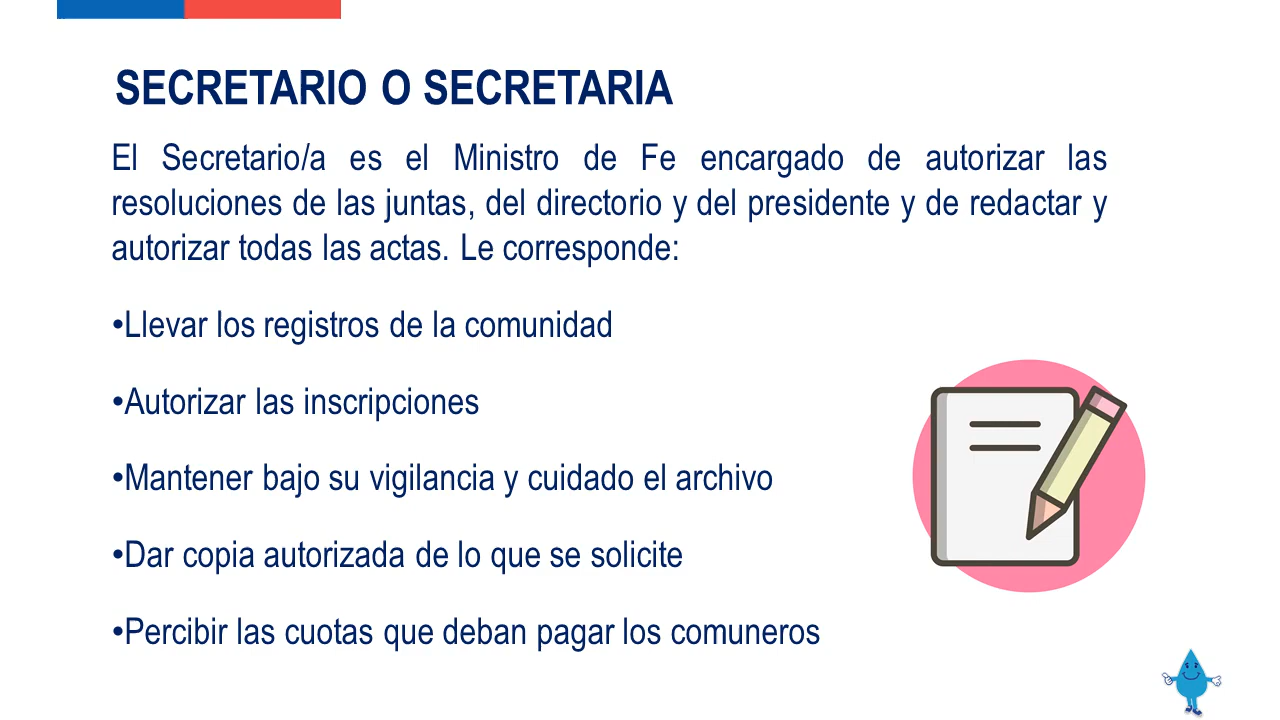 SECRETARIO O SECRETARIA
El Secretario/a es el Ministro de Fe encargado de autorizar las
resoluciones de las juntas, del directorio y del presidente y de redactar y
autorizar todas las actas. Le corresponde:
•Llevar los registros de la comunidad
•Autorizar las inscripciones
•Mantener bajo su vigilancia y cuidado el archivo
•Dar copia autorizada de lo que se solicite
•Percibir las cuotas que deban pagar los comuneros